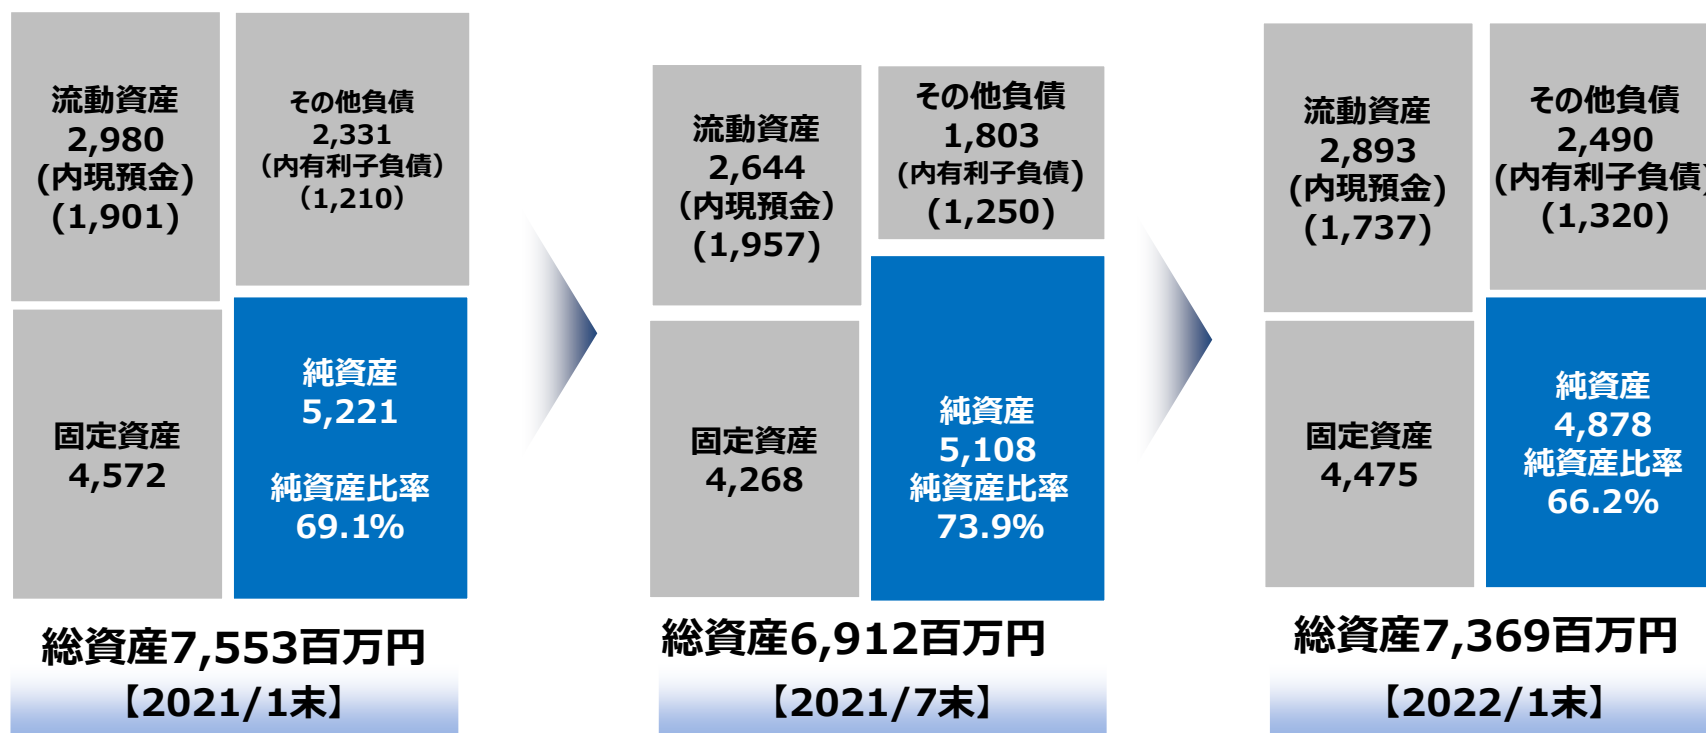 流動資産
2,980
(内現預金)
(1,901)
その他負債
2,331
（内有利子負債）
（1,210）
固定資産
4,572
純資産
5,221
純資産比率
69.1%
総資産7,553百万円
【2021/1末】
流動資産
2,644
（内現預金）
(1,957)
その他負債
1,803
(内有利子負債)
(1,250)
固定資産
4,268
純資産
5,108
純資産比率
73.9%
総資産6,912百万円
【2021/7末】
流動資産
2,893
(内現預金)
(1,737)
その他負債
2,490
(内有利子負債)
(1,320)
固定資産
4,475
純資産
4,878
純資産比率
66.2%
総資産7,369百万円
【2022/1末】